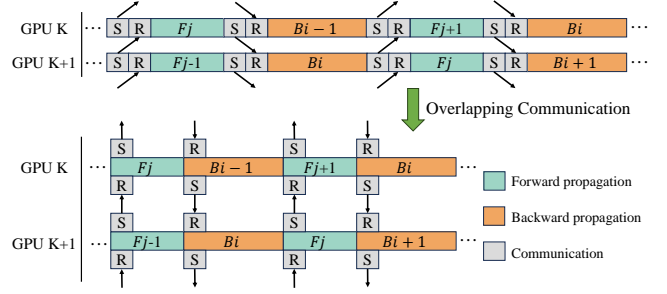 GPU K ··· S R Fj S R Bi − 1 S R Fj+1 S R Bi ···
GPU K+1 ··· S R Fj-1 S R Bi S R Fj S R Bi + 1 ···
Overlapping Communication
S R S R
GPU K ··· Fj Bi − 1 Fj+1 Bi ···
R S R S
S R S R
GPU K+1 ··· Fj-1 Bi Fj Bi + 1 ···
R S R S
Forward propagation
Backward propagation
Communication